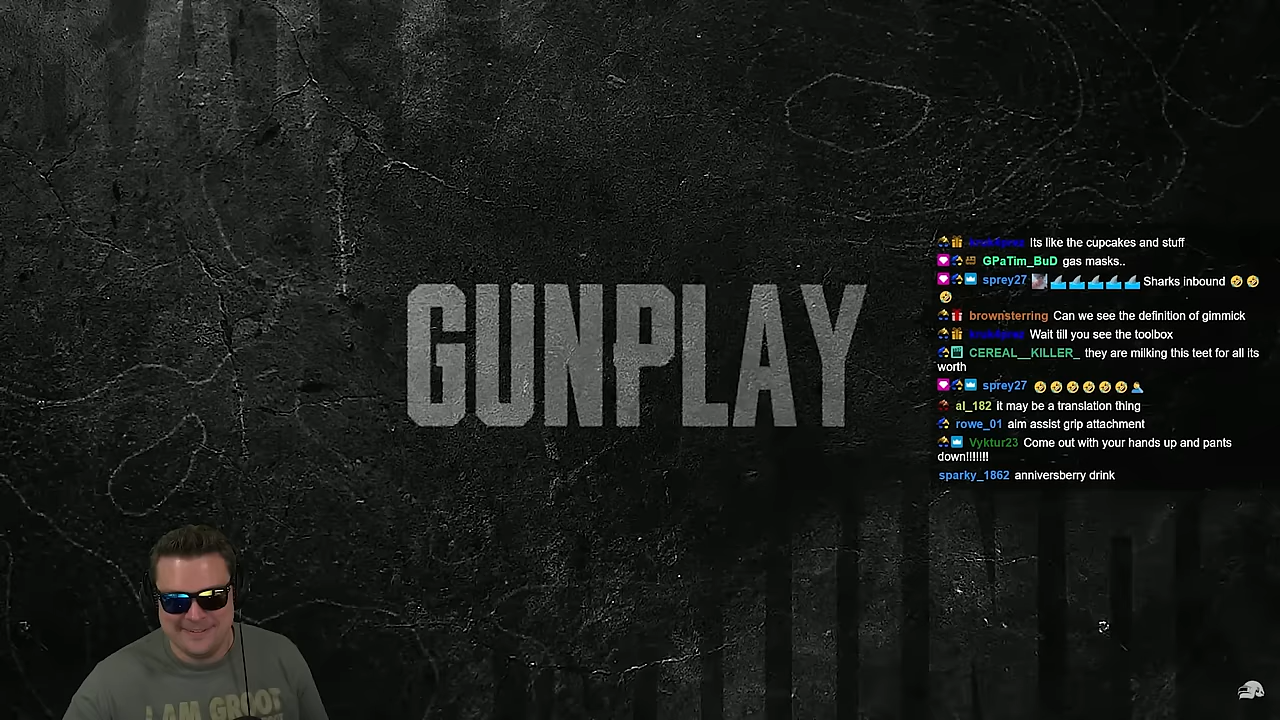 GUNPLAY
Its like the cupcakes and stuff
GPaTim_BuD gas masks..
sprey27 Sharks inbound 🤣 🤣
🤣
brownsterring Can we see the definition of gimmick
Wait till you see the toolbox
CEREAL__KILLER_ they are milking this teet for all its
worth
sprey27 🤣 🤣 🤣 🤣 🤣 🤣
al_182 it may be a translation thing
rowe_01 aim assist grip attachment
Vyktur23 Come out with your hands up and pants
down!!!!!!!
sparky_1862 anniversberry drink
I AM GROOT